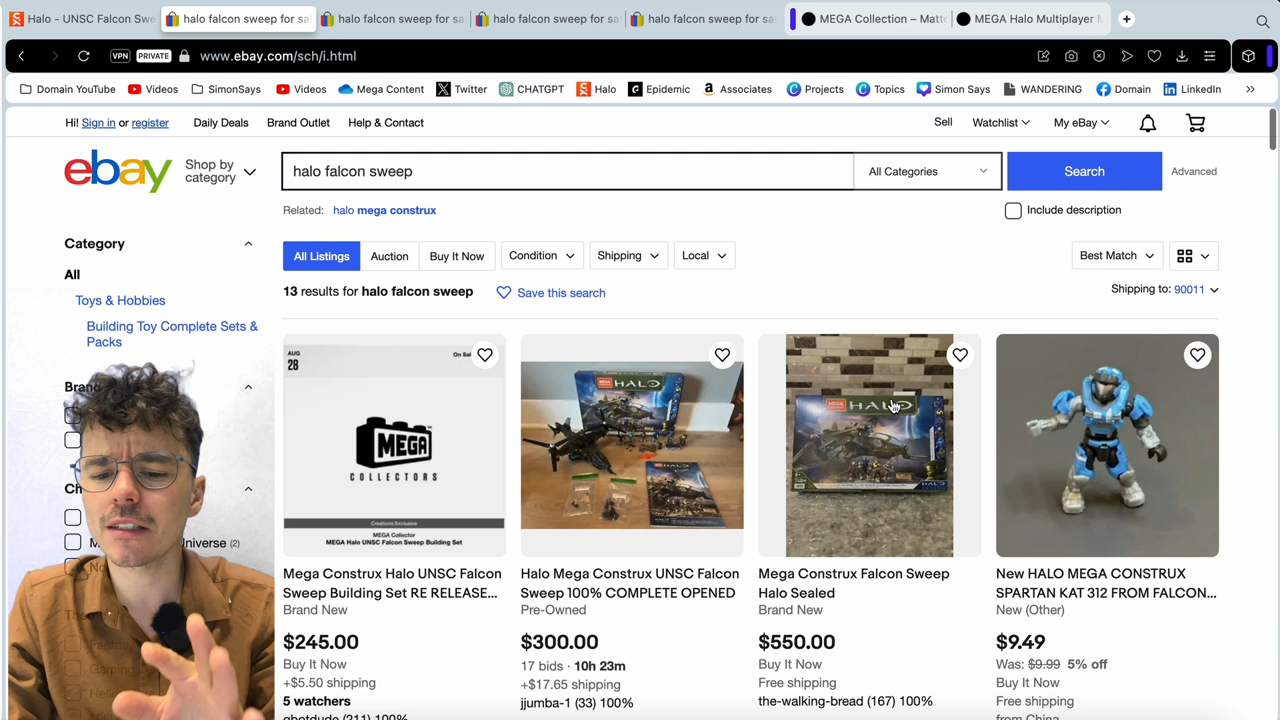 Halo - UNSC Falcon Swe
halo falcon sweep for sa
halo falcon sweep for sa
halo falcon sweep for sa
halo falcon sweep for sa
MEGA Collection – Matte
MEGA Halo Multiplayer M
VPN
PRIVATE
www.ebay.com/sch/i.html
Domain YouTube
Videos
SimonSays
Videos
Mega Content
Twitter
CHATGPT
Halo
Epidemic
Associates
Projects
Topics
Simon Says
WANDERING
Domain
LinkedIn
Hi! Sign in or register
Daily Deals
Brand Outlet
Help & Contact
Sell
Watchlist
My eBay
ebay
Shop by
category
halo falcon sweep
All Categories
Search
Advanced
Related: halo mega construx
Include description
Category
All
Toys & Hobbies
Building Toy Complete Sets &
Packs
All Listings
Auction
Buy It Now
Condition
Shipping
Local
Best Match
13 results for halo falcon sweep
Save this search
Shipping to: 90011
AUG
28
On Sal
MEGA
COLLECTORS
Creations Exclusive
MEGA Collector
MEGA Halo UNSC Falcon Sweep Building Set
HALO
HALO
Mega Construx Halo UNSC Falcon
Sweep Building Set RE RELEASE...
Brand New
$245.00
Buy It Now
+$5.50 shipping
5 watchers
gbotdude (211) 100%
Halo Mega Construx UNSC Falcon
Sweep 100% COMPLETE OPENED
Pre-Owned
$300.00
17 bids · 10h 23m
+$17.65 shipping
jjumba-1 (33) 100%
Mega Construx Falcon Sweep
Halo Sealed
Brand New
$550.00
Buy It Now
Free shipping
the-walking-bread (167) 100%
New HALO MEGA CONSTRUX
SPARTAN KAT 312 FROM FALCON...
New (Other)
$9.49
Was: $9.99 5% off
Buy It Now
Free shipping
from China
Universe (2)